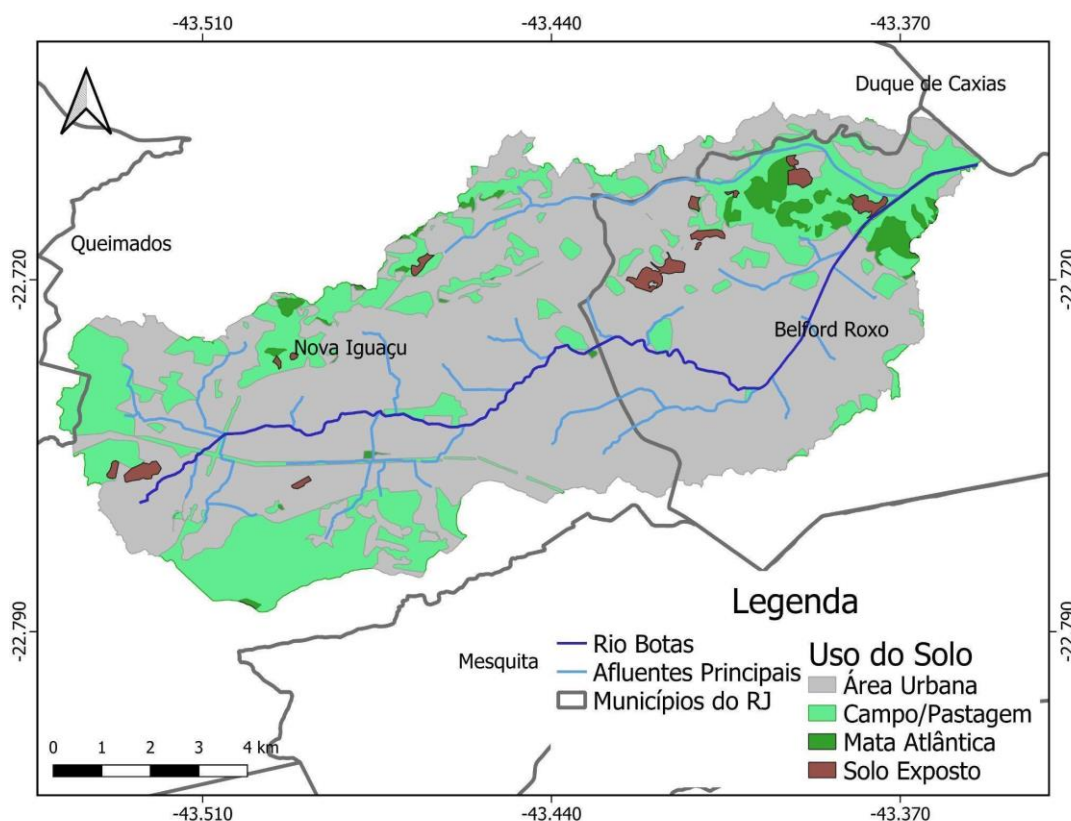 -43.510 -43.440 -43.370
Duque de Caxias
Queimados
-22.720 -22.720
Nova Iguaçu Belford Roxo
Legenda
-22.790 -22.790
Mesquita
Rio Botas
Afluentes Principais
Municípios do RJ
Uso do Solo
Área Urbana
Campo/Pastagem
Mata Atlântica
Solo Exposto
0 1 2 3 4 km
-43.510 -43.440 -43.370